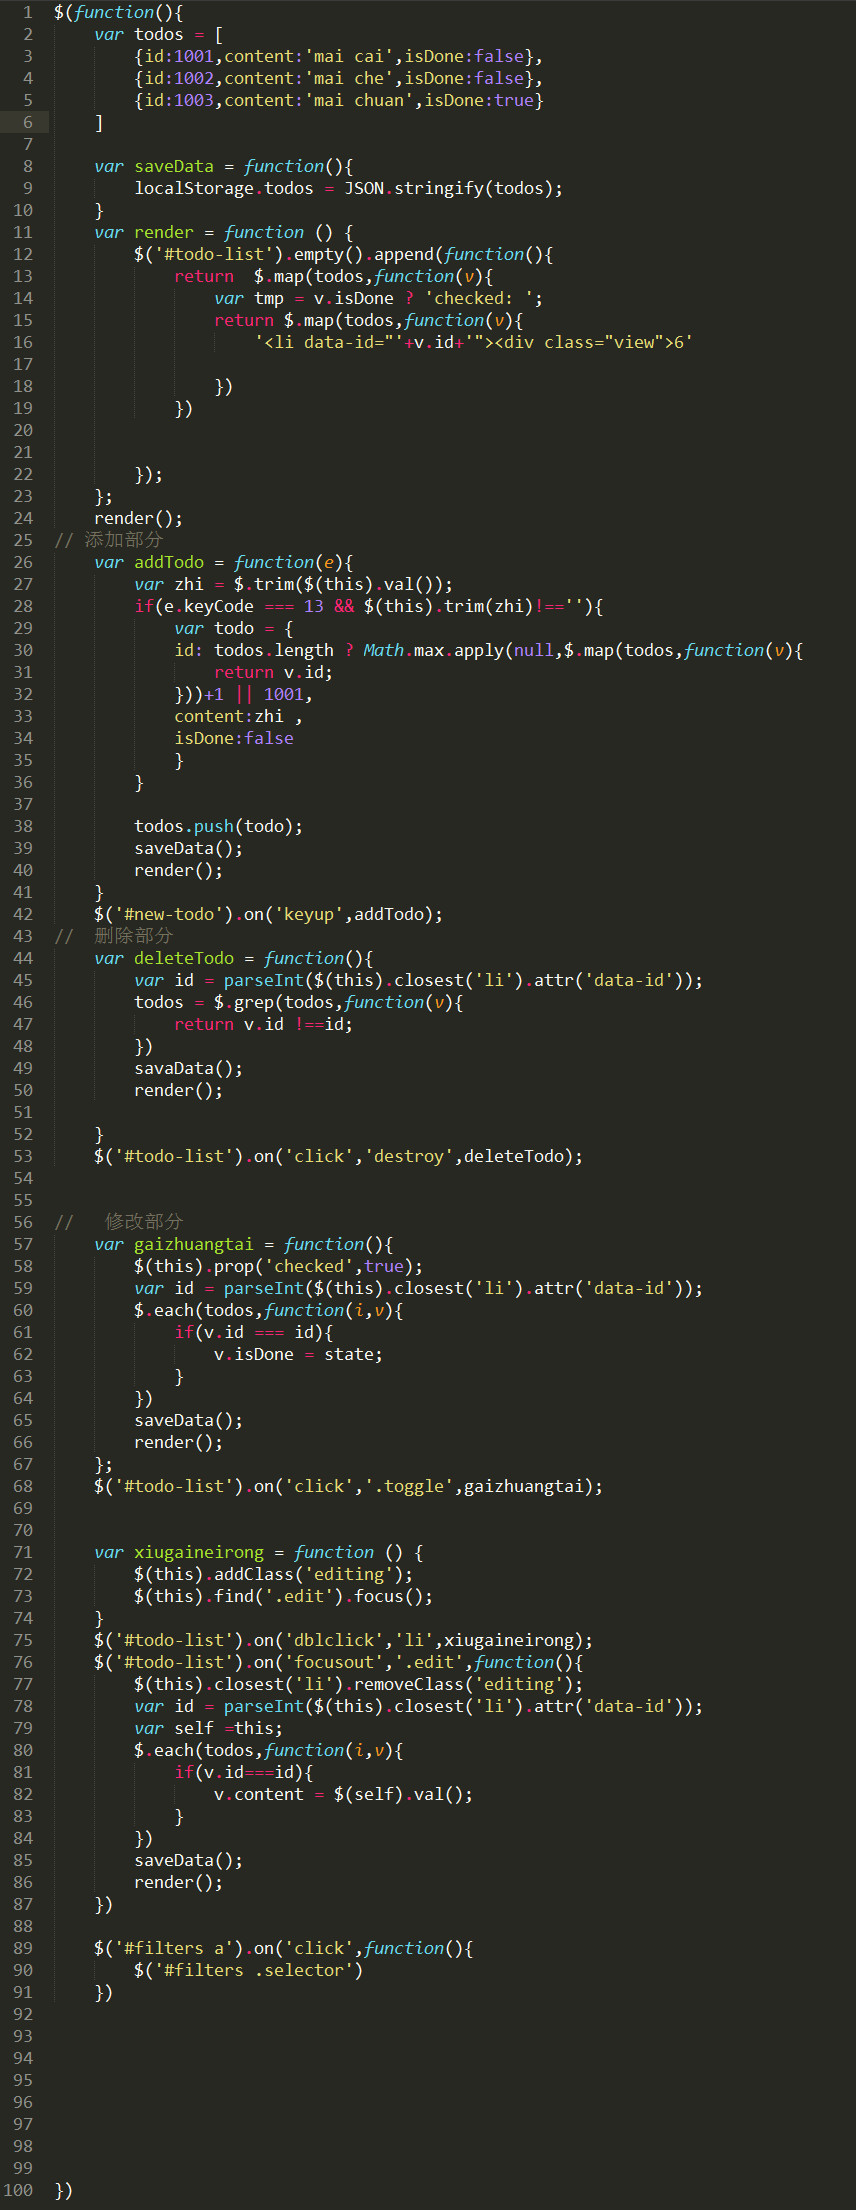 1 $(function(){
2 var todos = [
3 {id:1001,content:'mai cai',isDone:false},
4 {id:1002,content:'mai che',isDone:false},
5 {id:1003,content:'mai chuan',isDone:true}
6 ]
7
8 var saveData = function(){
9 localStorage.todos = JSON.stringify(todos);
10 }
11 var render = function () {
12 $('#todo-list').empty().append(function(){
13 return  $.map(todos,function(v){
14 var tmp = v.isDone ? 'checked: ';
15 return $.map(todos,function(v){
16 '<li data-id="'+v.id+'"><div class="view">6'
17
18 })
19 })
20
21
22 });
23 };
24 render();
25 // 添加部分
26 var addTodo = function(e){
27 var zhi = $.trim($(this).val());
28 if(e.keyCode === 13 && $(this).trim(zhi)!==''){
29 var todo = {
30 id: todos.length ? Math.max.apply(null,$.map(todos,function(v){
31 return v.id;
32 }))+1 || 1001,
33 content:zhi ,
34 isDone:false
35 }
36 }
37
38 todos.push(todo);
39 saveData();
40 render();
41 }
42 $('#new-todo').on('keyup',addTodo);
43 //  删除部分
44 var deleteTodo = function(){
45 var id = parseInt($(this).closest('li').attr('data-id'));
46 todos = $.grep(todos,function(v){
47 return v.id !==id;
48 })
49 savaData();
50 render();
51
52 }
53 $('#todo-list').on('click','destroy',deleteTodo);
54
55
56 //   修改部分
57 var gaizhuangtai = function(){
58 $(this).prop('checked',true);
59 var id = parseInt($(this).closest('li').attr('data-id'));
60 $.each(todos,function(i,v){
61 if(v.id === id){
62 v.isDone = state;
63 }
64 })
65 saveData();
66 render();
67 };
68 $('#todo-list').on('click','.toggle',gaizhuangtai);
69
70
71 var xiugaineirong = function () {
72 $(this).addClass('editing');
73 $(this).find('.edit').focus();
74 }
75 $('#todo-list').on('dblclick','li',xiugaineirong);
76 $('#todo-list').on('focusout','.edit',function(){
77 $(this).closest('li').removeClass('editing');
78 var id = parseInt($(this).closest('li').attr('data-id'));
79 var self =this;
80 $.each(todos,function(i,v){
81 if(v.id===id){
82 v.content = $(self).val();
83 }
84 })
85 saveData();
86 render();
87 })
88
89 $('#filters a').on('click',function(){
90 $('#filters .selector')
91 })
92
93
94
95
96
97
98
99
100 })